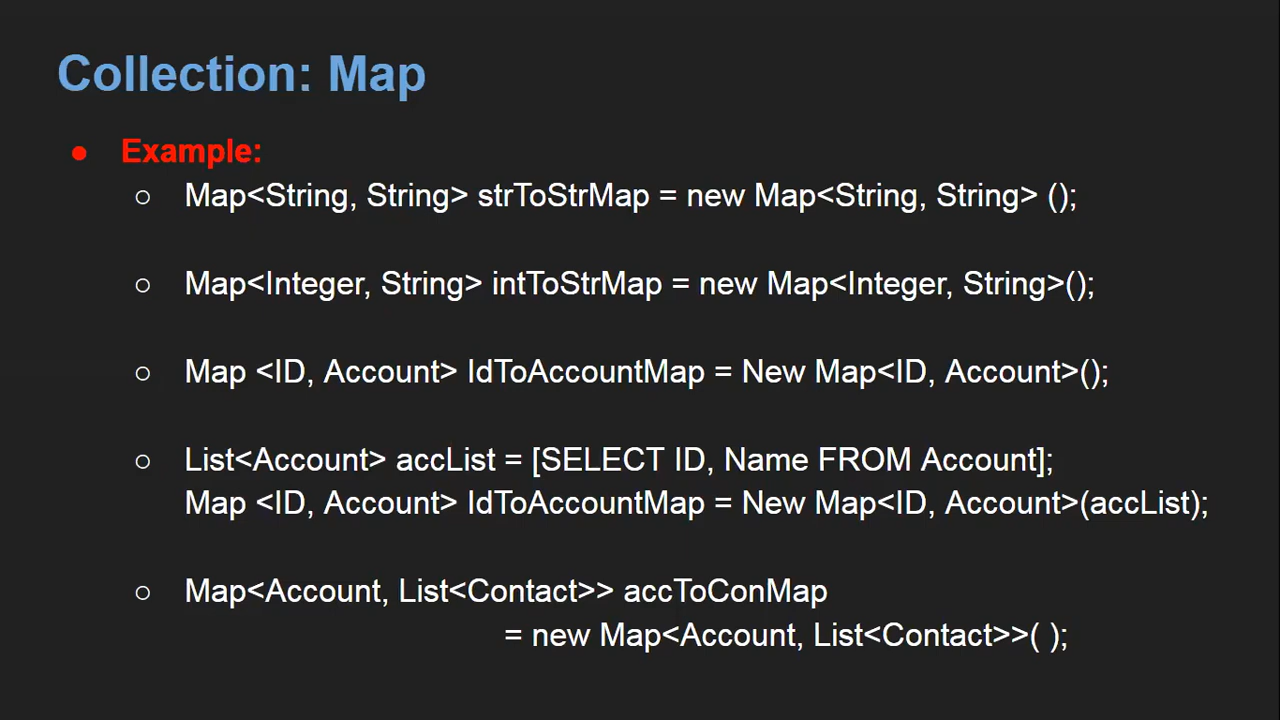 Collection: Map
● Example:
○ Map<String, String> strToStrMap = new Map<String, String> ();
○ Map<Integer, String> intToStrMap = new Map<Integer, String>();
○ Map <ID, Account> IdToAccountMap = New Map<ID, Account>();
○ List<Account> accList = [SELECT ID, Name FROM Account];
Map <ID, Account> IdToAccountMap = New Map<ID, Account>(accList);
○ Map<Account, List<Contact>> accToConMap
= new Map<Account, List<Contact>>( );